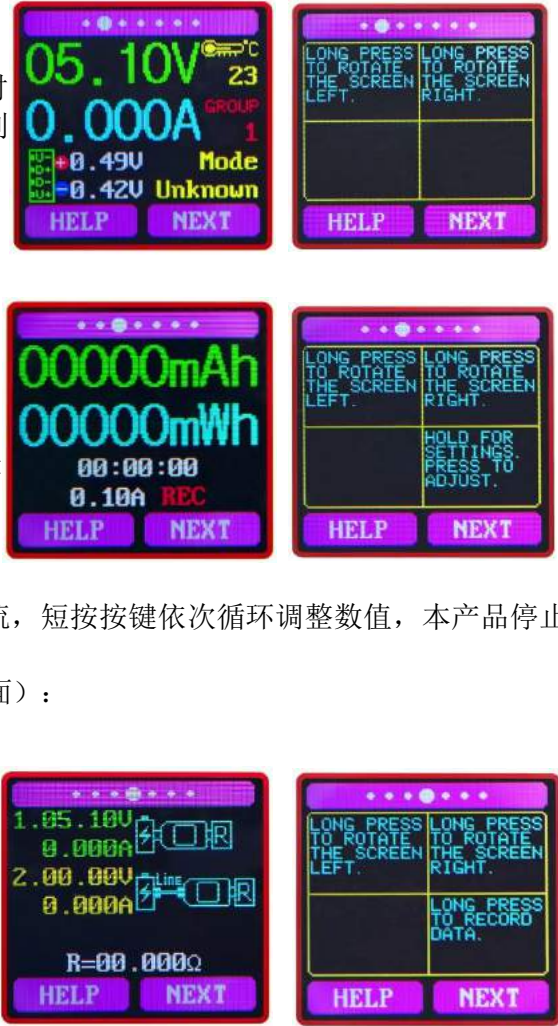 05.10V °C
23
时
0.000A GROUP
1
到
U- D+ +0.49V Mode
D- U+ -0.42V Unknown
HELP NEXT
LONG PRESS
TO ROTATE
THE SCREEN
LEFT.
LONG PRESS
TO ROTATE
THE SCREEN
RIGHT.
HELP NEXT
00000mAh
00000mWh
00:00:00
0.10A REC
HELP NEXT
LONG PRESS
TO ROTATE
THE SCREEN
LEFT.
LONG PRESS
TO ROTATE
THE SCREEN
RIGHT.
HOLD FOR
SETTINGS.
PRESS TO
ADJUST.
HELP NEXT
流，短按按键依次循环调整数值，本产品停止
面）：
1.05.10V
0.000A
R
2.00.00V
0.000A
Line
R
R=00.000Ω
HELP NEXT
LONG PRESS
TO ROTATE
THE SCREEN
LEFT.
LONG PRESS
TO ROTATE
THE SCREEN
RIGHT.
LONG PRESS
TO RECORD
DATA.
HELP NEXT